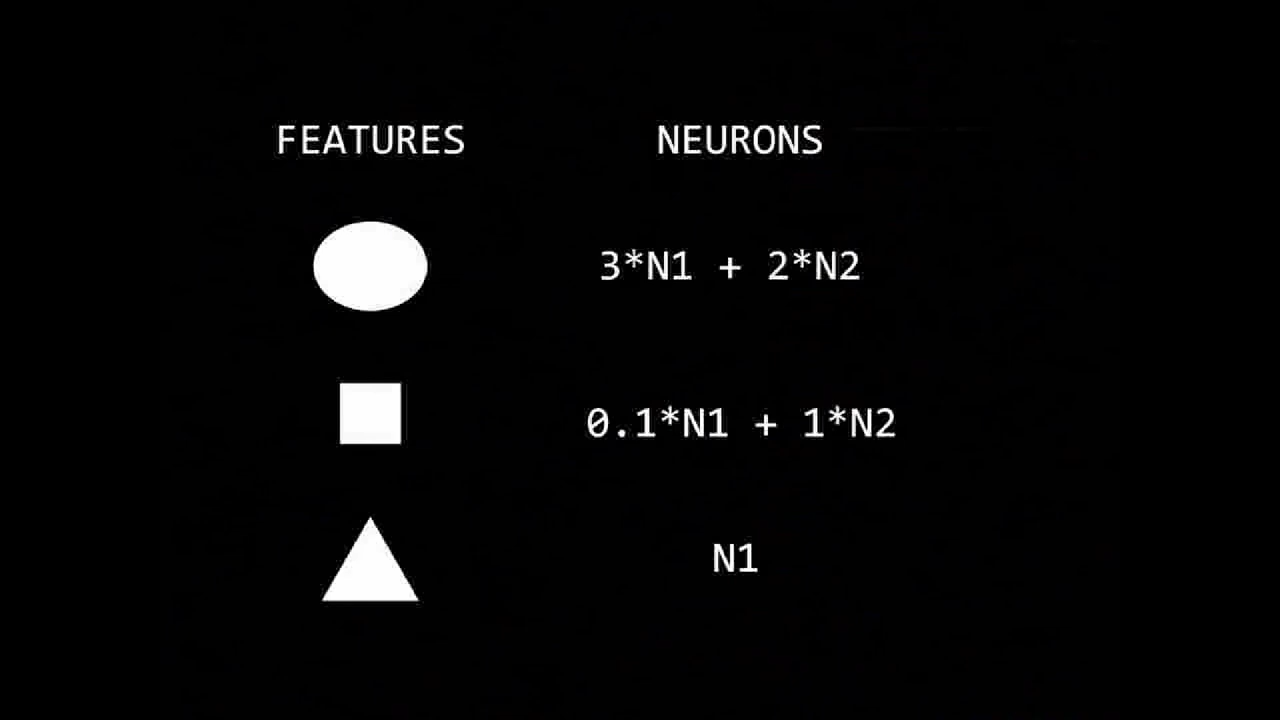 FEATURES NEURONS
3*N1 + 2*N2
0.1*N1 + 1*N2
N1